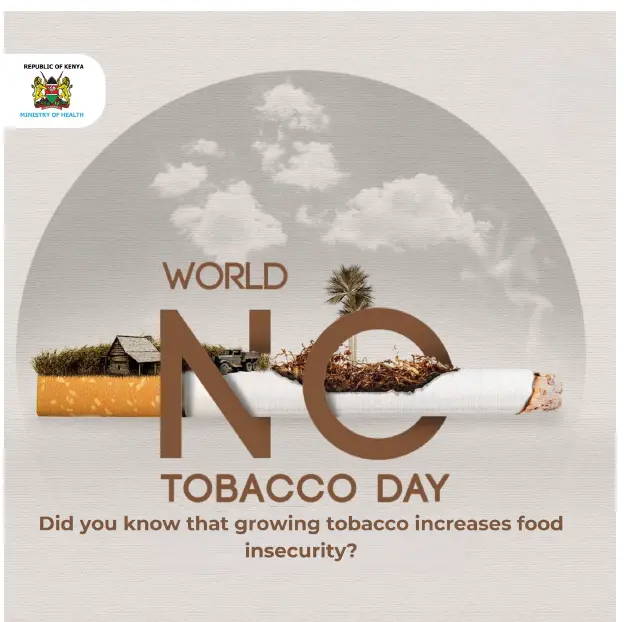 REPUBLIC OF KENYA
MINISTRY OF HEALTH
WORLD
NO
TOBACCO DAY
Did you know that growing tobacco increases food
insecurity?